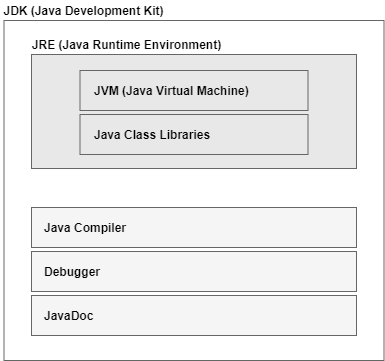 JDK (Java Development Kit)
JRE (Java Runtime Environment)
JVM (Java Virtual Machine)
Java Class Libraries
Java Compiler
Debugger
JavaDoc